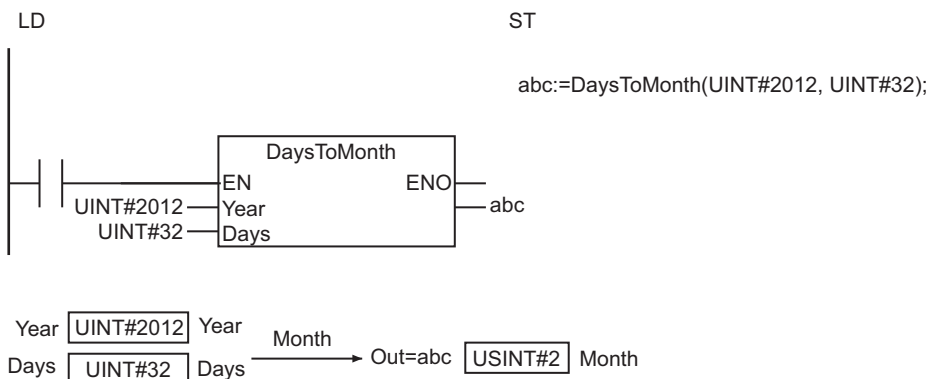 LD
ST
abc:=DaysToMonth(UINT#2012, UINT#32);
DaysToMonth
EN ENO
UINT#2012 Year abc
UINT#32 Days
Year UINT#2012 Year
Month
Out=abc USINT#2 Month
Days UINT#32 Days